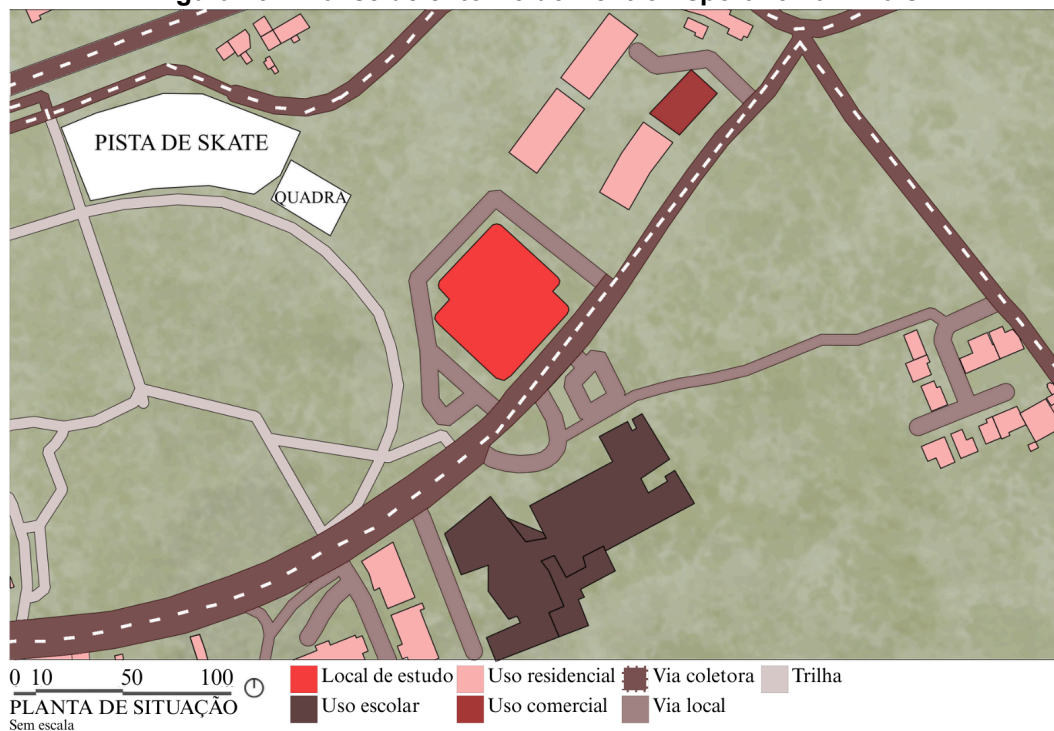 PISTA DE SKATE
QUADRA
0 10 50 100
PLANTA DE SITUAÇÃO
Sem escala
Local de estudo
Uso residencial
Via coletora
Trilha
Uso escolar
Uso comercial
Via local